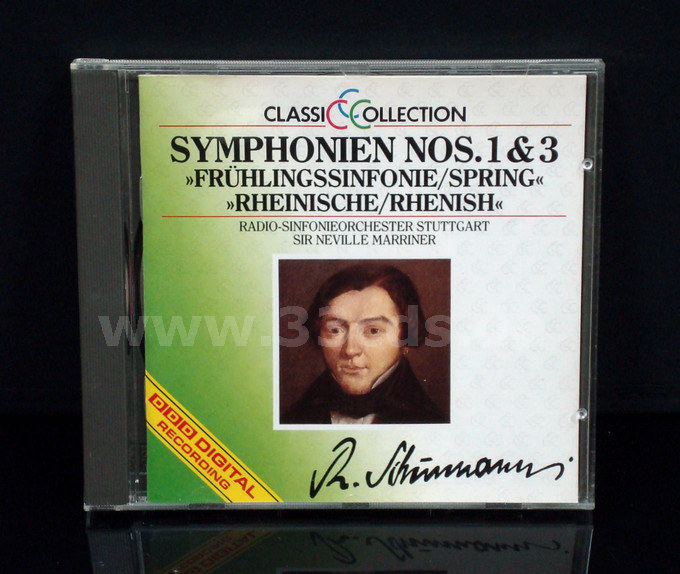 CLASSIC COLLECTION
SYMPHONIEN NOS. 1 & 3
»FRÜHLINGSSINFONIE/SPRING«
»RHEINISCHE/RHENISH«
RADIO-SINFONIEORCHESTER STUTTGART
SIR NEVILLE MARRINER
DDD DIGITAL
RECORDING
R. Schumann